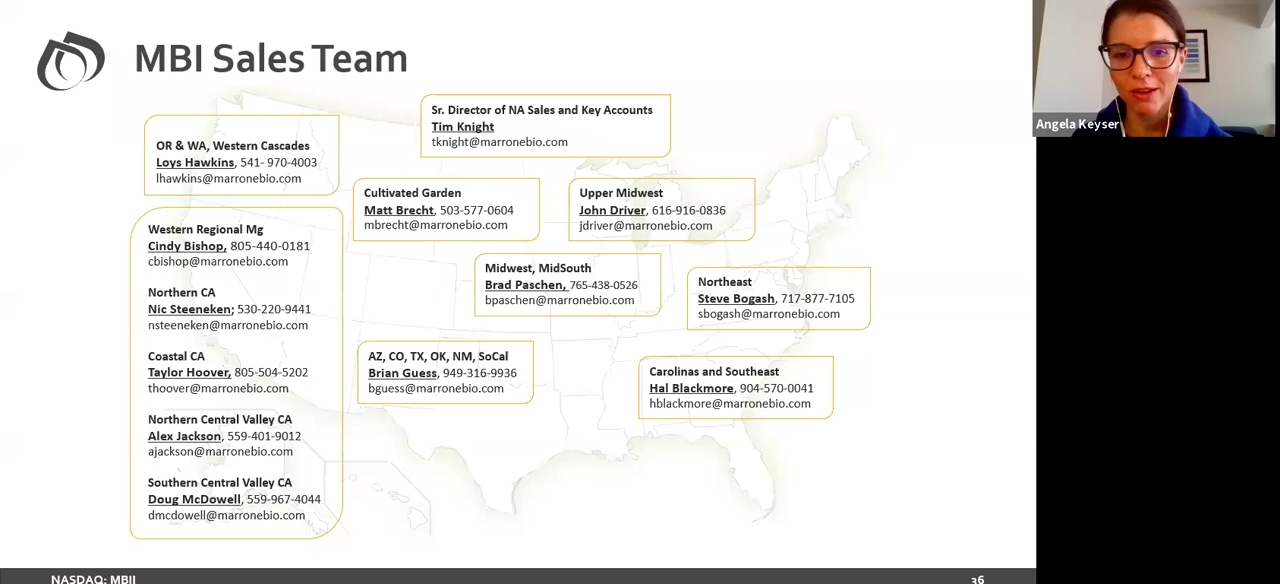 MBI Sales Team
Sr. Director of NA Sales and Key Accounts
Tim Knight
tknight@marronebio.com
OR & WA, Western Cascades
Loys Hawkins, 541- 970-4003
lhawkins@marronebio.com
Cultivated Garden
Matt Brecht, 503-577-0604
mbrecht@marronebio.com
Upper Midwest
John Driver, 616-916-0836
jdriver@marronebio.com
Western Regional Mg
Cindy Bishop, 805-440-0181
cbishop@marronebio.com
Northern CA
Nic Steeneken; 530-220-9441
nsteeneken@marronebio.com
Coastal CA
Taylor Hoover, 805-504-5202
thoover@marronebio.com
Northern Central Valley CA
Alex Jackson, 559-401-9012
ajackson@marronebio.com
Southern Central Valley CA
Doug McDowell, 559-967-4044
dmcdowell@marronebio.com
Midwest, MidSouth
Brad Paschen, 765-438-0526
bpaschen@marronebio.com
Northeast
Steve Bogash, 717-877-7105
sbogash@marronebio.com
AZ, CO, TX, OK, NM, SoCal
Brian Guess, 949-316-9936
bguess@marronebio.com
Carolinas and Southeast
Hal Blackmore, 904-570-0041
hblackmore@marronebio.com
NASDAQ: MBII
36
Angela Keyser